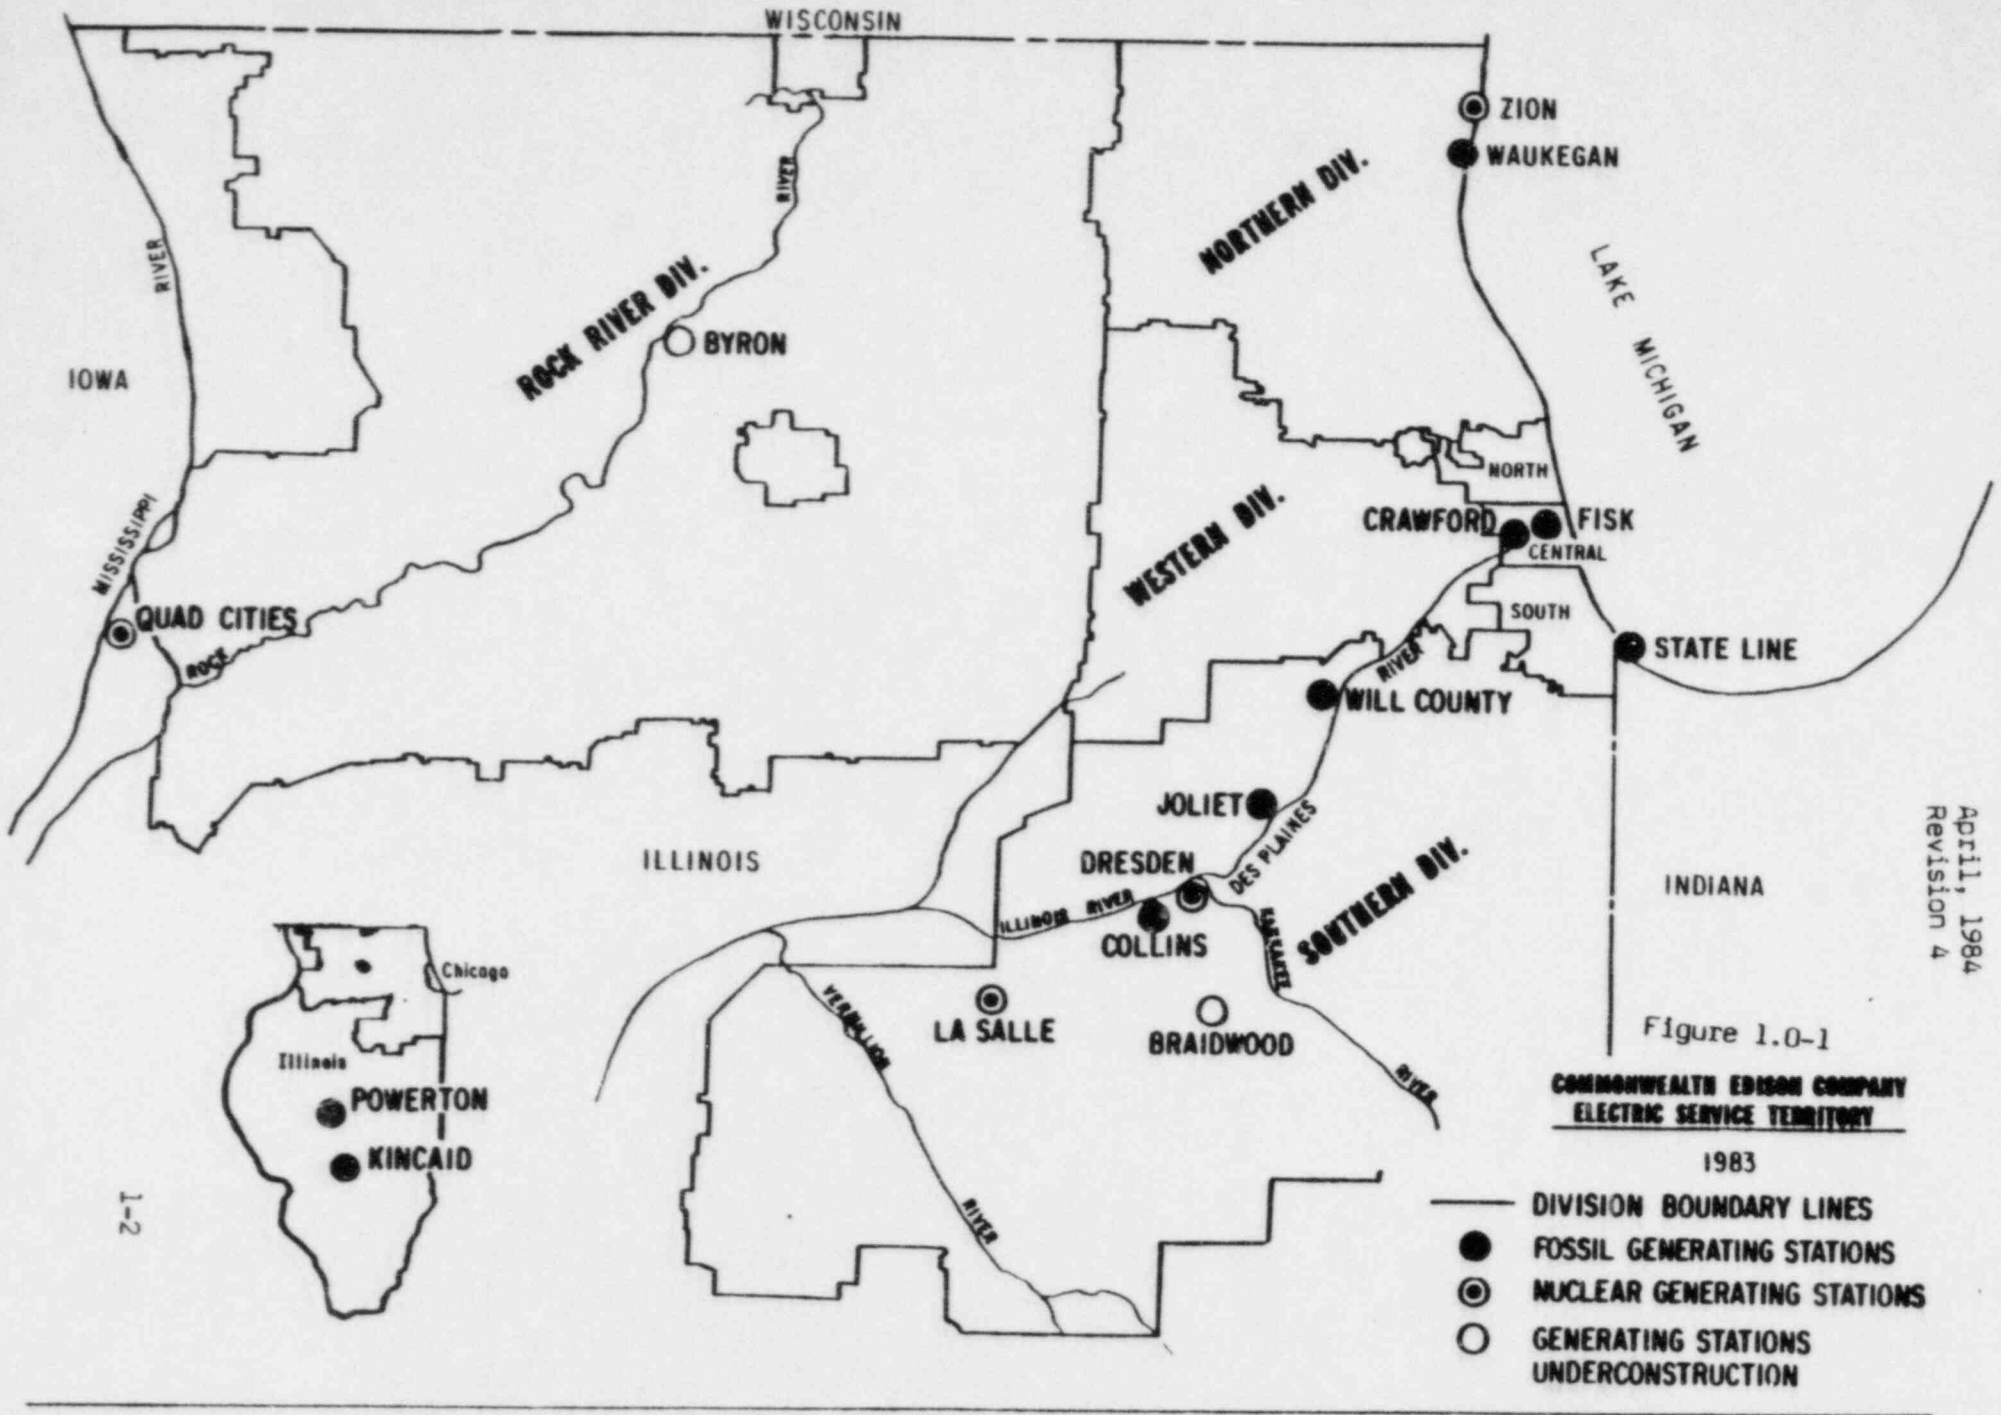 WISCONSIN
ZION
WAUKEGAN
NORTHERN DIV.
RIVER
RIVER
ROCK RIVER DIV.
LAKE MICHIGAN
BYRON
IOWA
NORTH
WESTERN DIV.
CRAWFORD
FISK
CENTRAL
MISSISSIPPI
QUAD CITIES
SOUTH
ROCK
RIVER
STATE LINE
WILL COUNTY
JOLIET
DES PLAINES
ILLINOIS
DRESDEN
SOUTHERN DIV.
INDIANA
ILLINOIS RIVER
COLLINS
KANKAKEE
April, 1984
Revision 4
Chicago
LA SALLE
VERMILLION
BRAIDWOOD
RIVER
Illinois
POWERTON
KINCAID
RIVER
Figure 1.0-1
COMMONWEALTH EDISON COMPANY
ELECTRIC SERVICE TERRITORY
1983
DIVISION BOUNDARY LINES
FOSSIL GENERATING STATIONS
NUCLEAR GENERATING STATIONS
GENERATING STATIONS
UNDERCONSTRUCTION
1-2